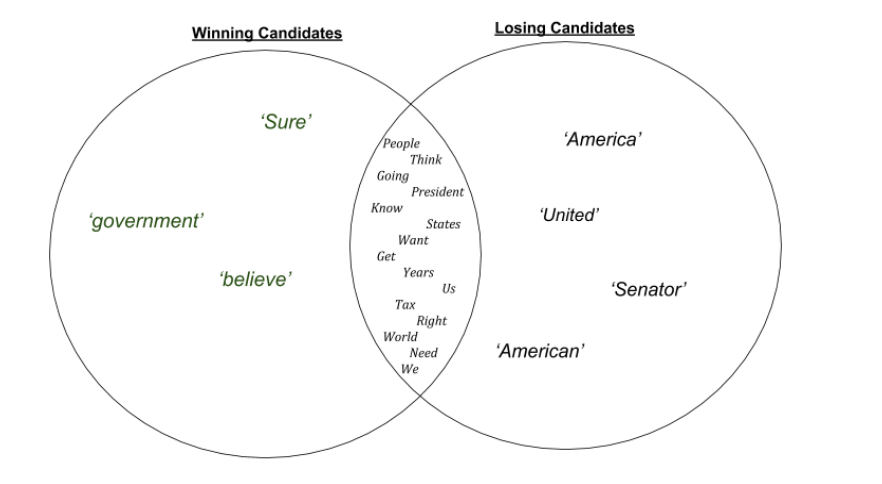 Winning Candidates
Losing Candidates
‘Sure’
‘government’
‘believe’
People
Think
Going
President
Know
States
Want
Get
Years
Us
Tax
Right
World
Need
We
‘America’
‘United’
‘Senator’
‘American’